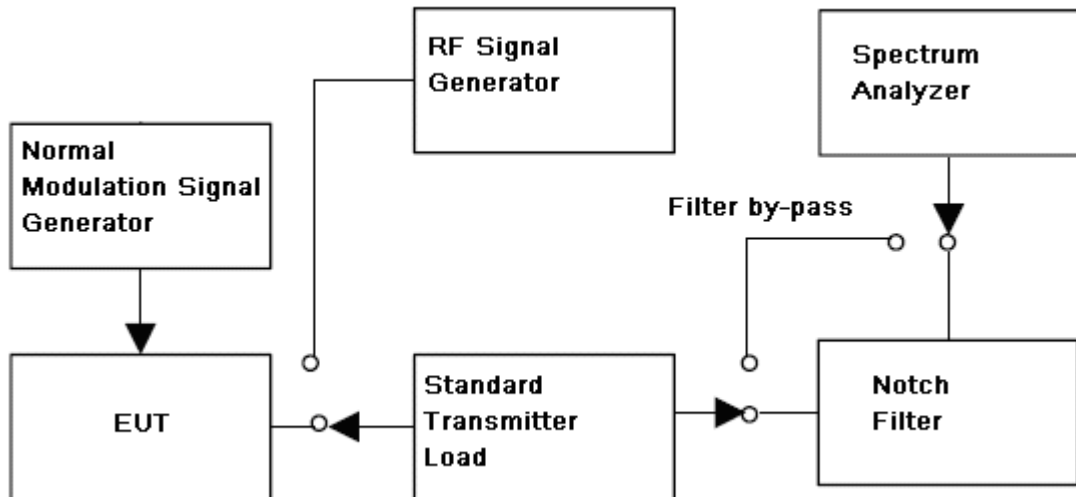 RF Signal
Generator
Spectrum
Analyzer
Normal
Modulation Signal
Generator
Filter by-pass
EUT
Standard
Transmitter
Load
Notch
Filter